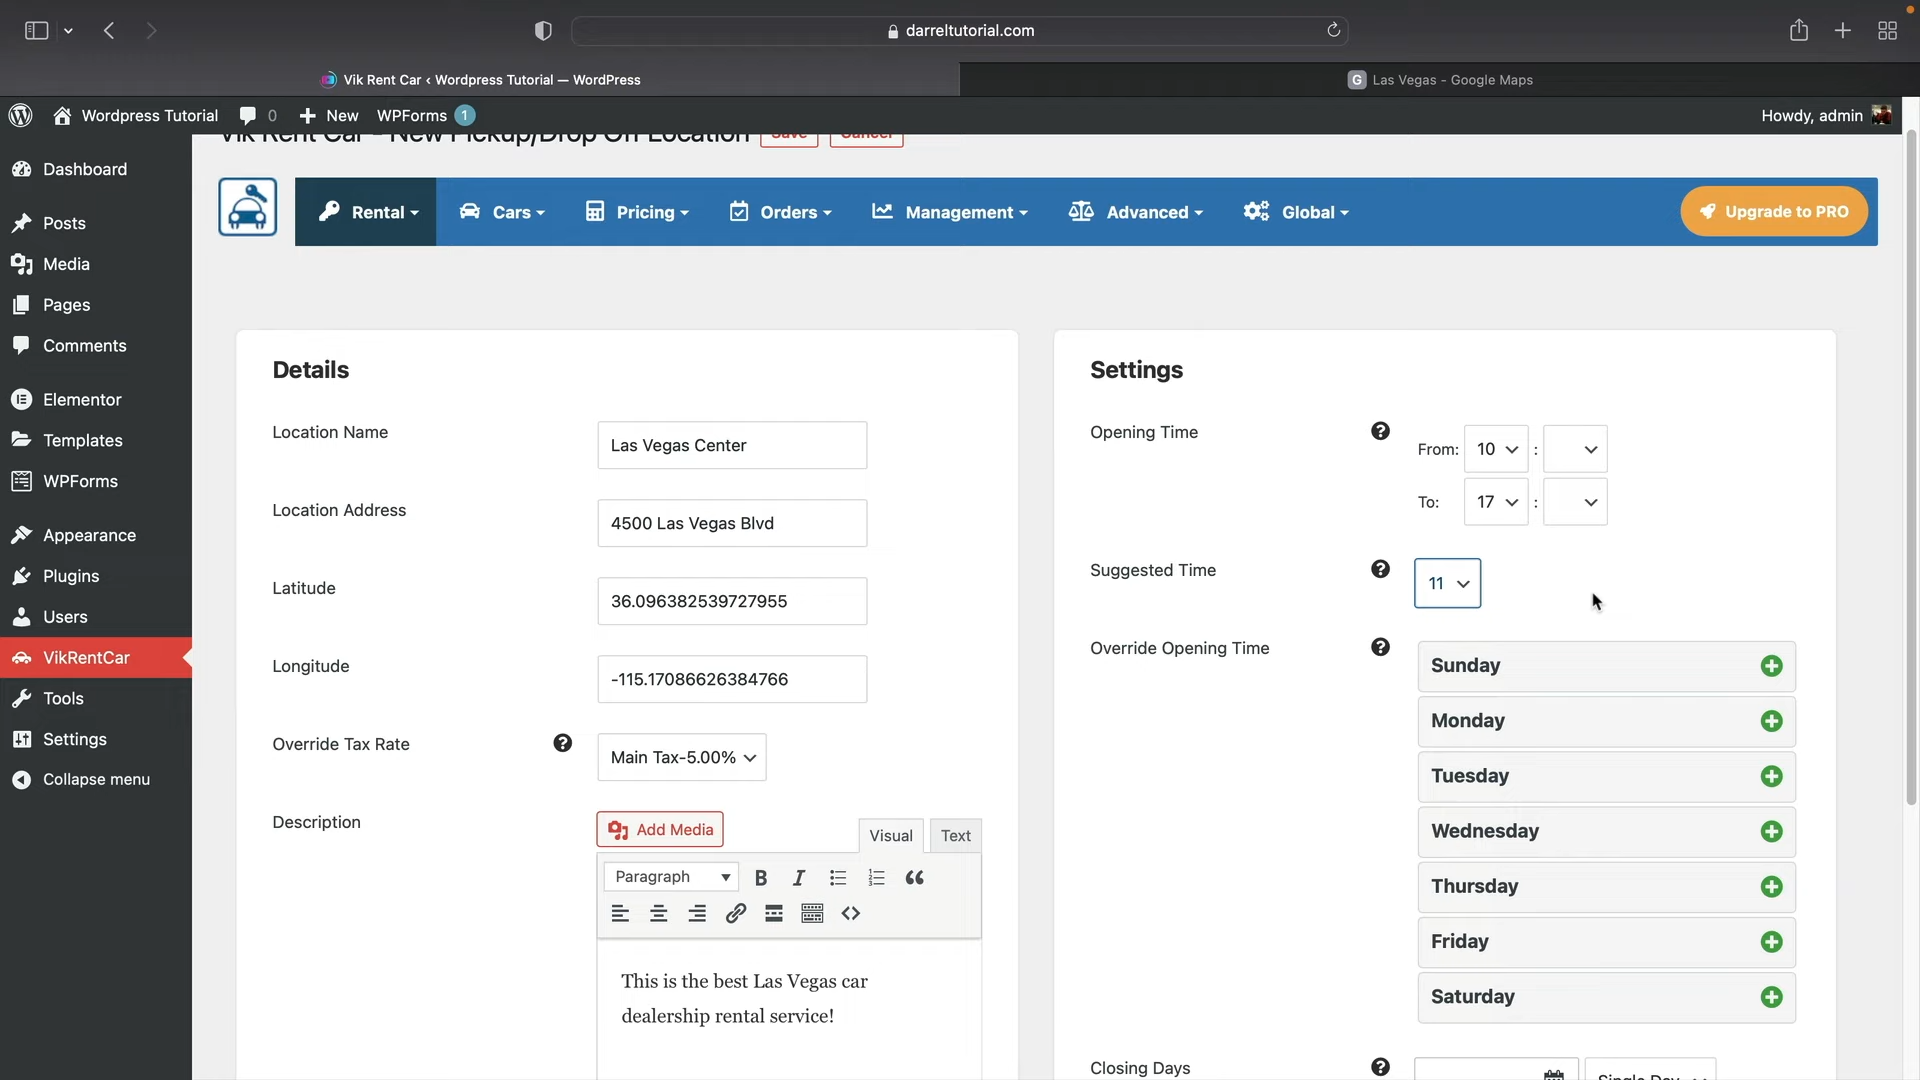 darreltutorial.com
Vik Rent Car ‹ Wordpress Tutorial — WordPress
G Las Vegas - Google Maps
Wordpress Tutorial 0 New WPForms 1
Howdy, admin
Vik Rent Car - New Pickup/Drop Off Location Save Cancel
Dashboard
Posts
Media
Pages
Comments
Elementor
Templates
WPForms
Appearance
Plugins
Users
VikRentCar
Tools
Settings
Collapse menu
Rental Cars Pricing Orders Management Advanced Global Upgrade to PRO
Details
Location Name Las Vegas Center
Location Address 4500 Las Vegas Blvd
Latitude 36.096382539727955
Longitude -115.17086626384766
Override Tax Rate ? Main Tax-5.00%
Description Add Media Visual Text
Paragraph B I
This is the best Las Vegas car
dealership rental service!
Settings
Opening Time ? From: 10 :
To: 17 :
Suggested Time ? 11
Override Opening Time ?
Sunday
Monday
Tuesday
Wednesday
Thursday
Friday
Saturday
Closing Days ? Single Day